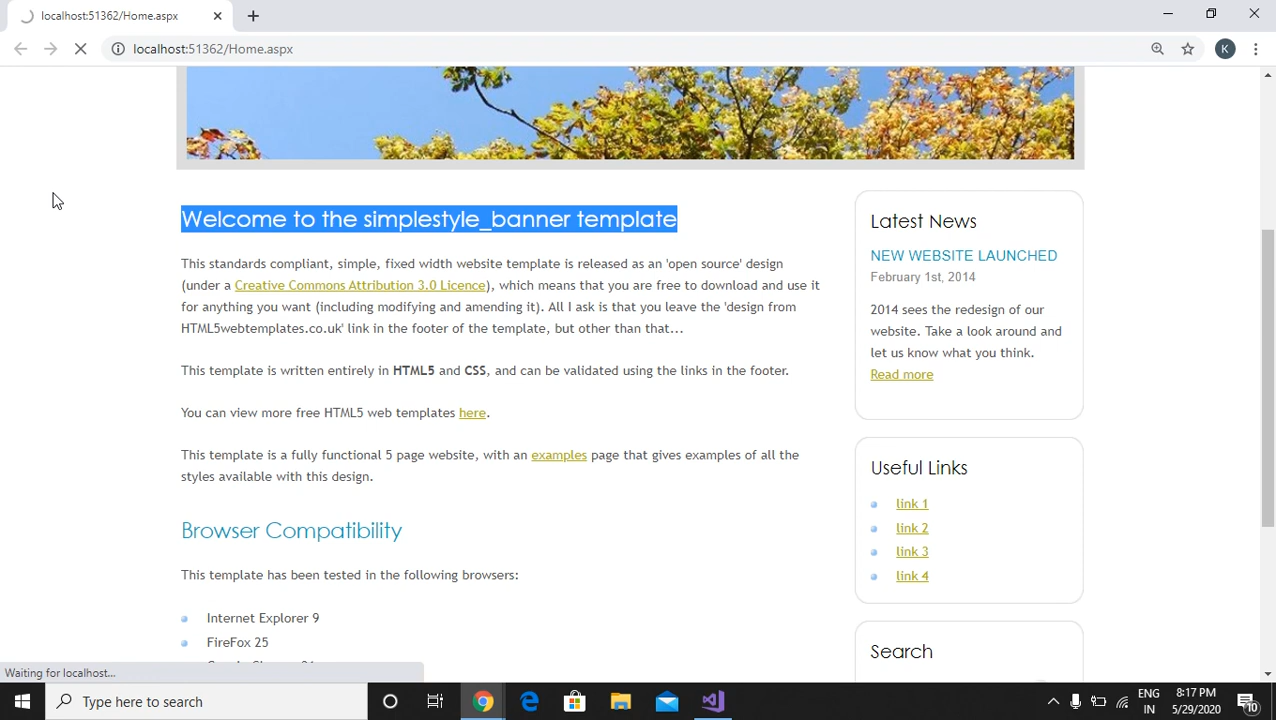 localhost:51362/Home.aspx
localhost:51362/Home.aspx
K
Welcome to the simplestyle_banner template
This standards compliant, simple, fixed width website template is released as an 'open source' design
(under a Creative Commons Attribution 3.0 Licence), which means that you are free to download and use it
for anything you want (including modifying and amending it). All I ask is that you leave the 'design from
HTML5webtemplates.co.uk' link in the footer of the template, but other than that...
This template is written entirely in HTML5 and CSS, and can be validated using the links in the footer.
You can view more free HTML5 web templates here.
This template is a fully functional 5 page website, with an examples page that gives examples of all the
styles available with this design.
Browser Compatibility
This template has been tested in the following browsers:
Internet Explorer 9
FireFox 25
Latest News
NEW WEBSITE LAUNCHED
February 1st, 2014
2014 sees the redesign of our
website. Take a look around and
let us know what you think.
Read more
Useful Links
link 1
link 2
link 3
link 4
Search
Waiting for localhost...
Type here to search
ENG
IN
8:17 PM
5/29/2020
10